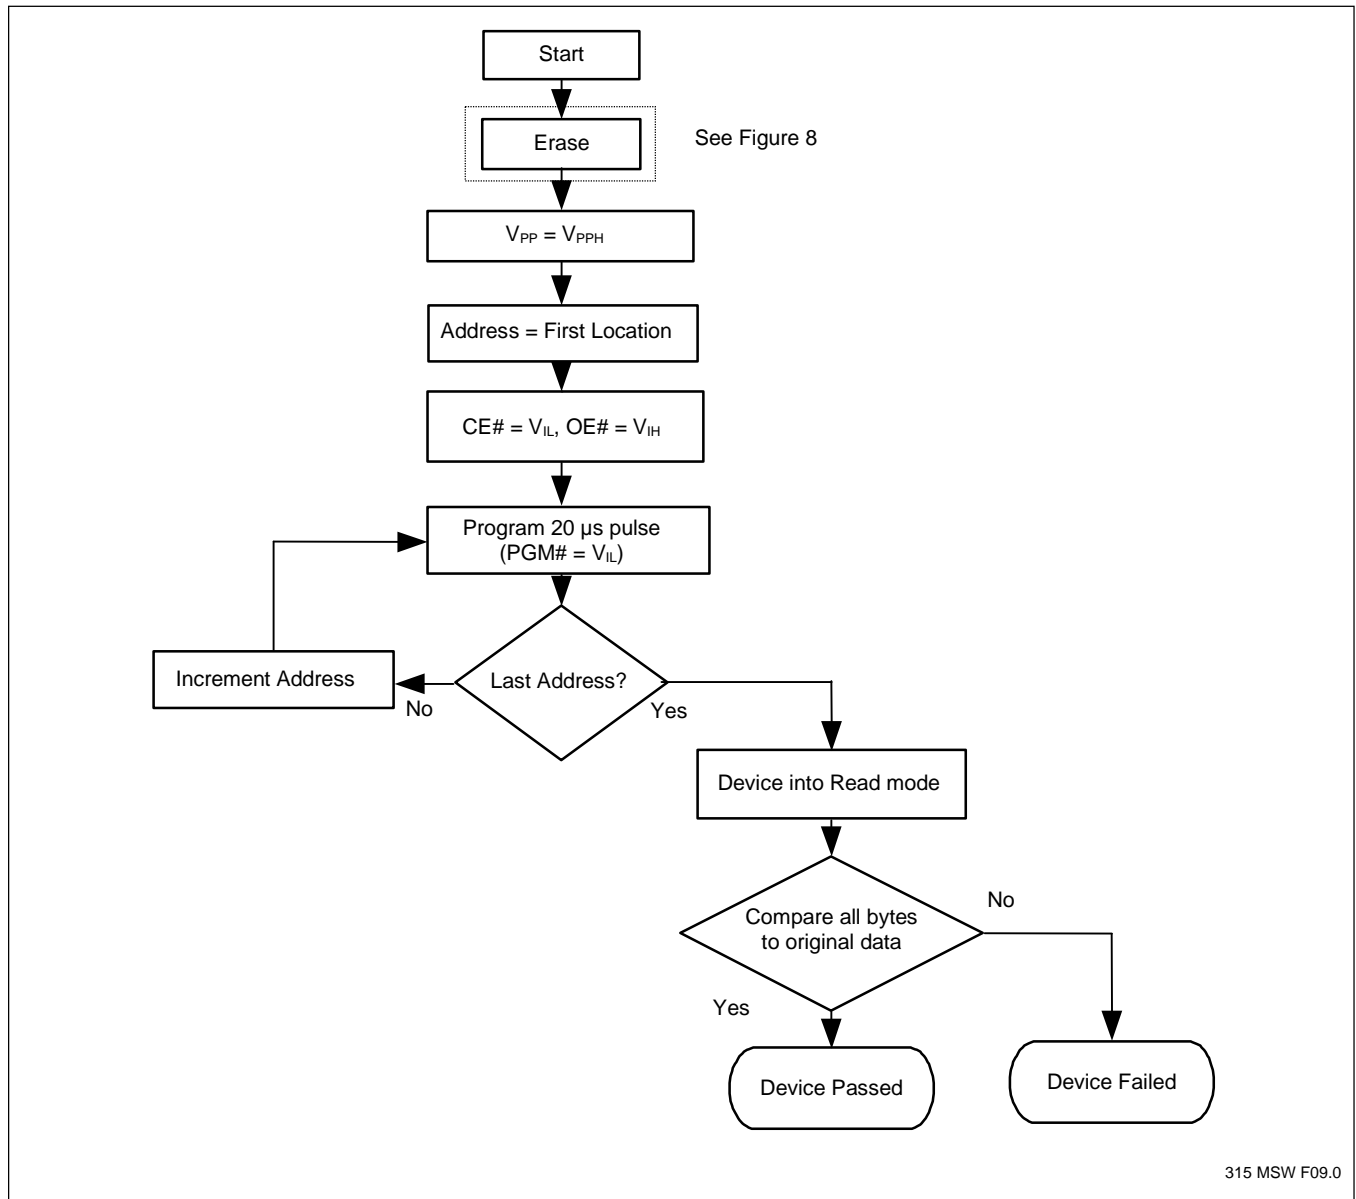 Start
Erase
See Figure 8
VPP = VPPH
Address = First Location
CE# = VIL, OE# = VIH
Program 20 µs pulse
(PGM# = VIL)
Increment Address
No
Last Address?
Yes
Device into Read mode
Compare all bytes
to original data
No
Yes
Device Passed
Device Failed
315 MSW F09.0